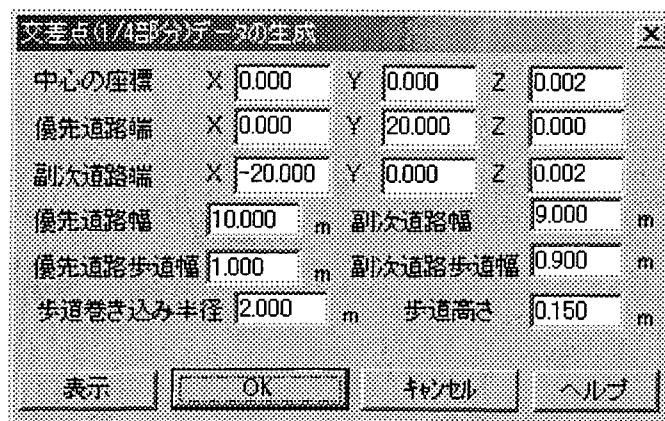 交差点(1/4部分)データの生成
中心の座標 X 0.000 Y 0.000 Z 0.002
優先道路端 X 0.000 Y 20.000 Z 0.000
副次道路端 X -20.000 Y 0.000 Z 0.002
優先道路幅 10.000 m 副次道路幅 9.000 m
優先道路歩道幅 1.000 m 副次道路歩道幅 0.900 m
歩道巻き込み半径 2.000 m 歩道高さ 0.150 m
表示 OK キャンセル ヘルプ